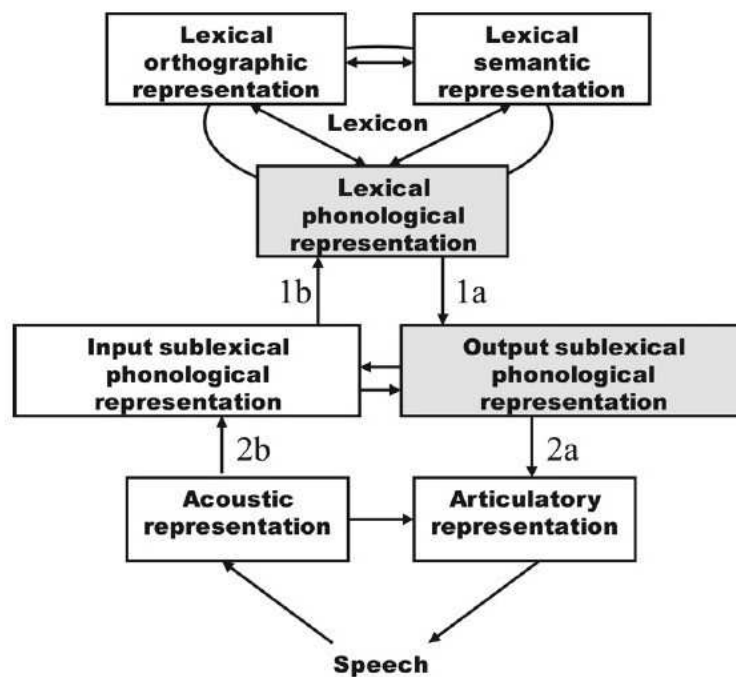 Lexical
orthographic
representation
Lexical
semantic
representation
Lexicon
Lexical
phonological
representation
1b
1a
Input sublexical
phonological
representation
Output sublexical
phonological
representation
2b
2a
Acoustic
representation
Articulatory
representation
Speech